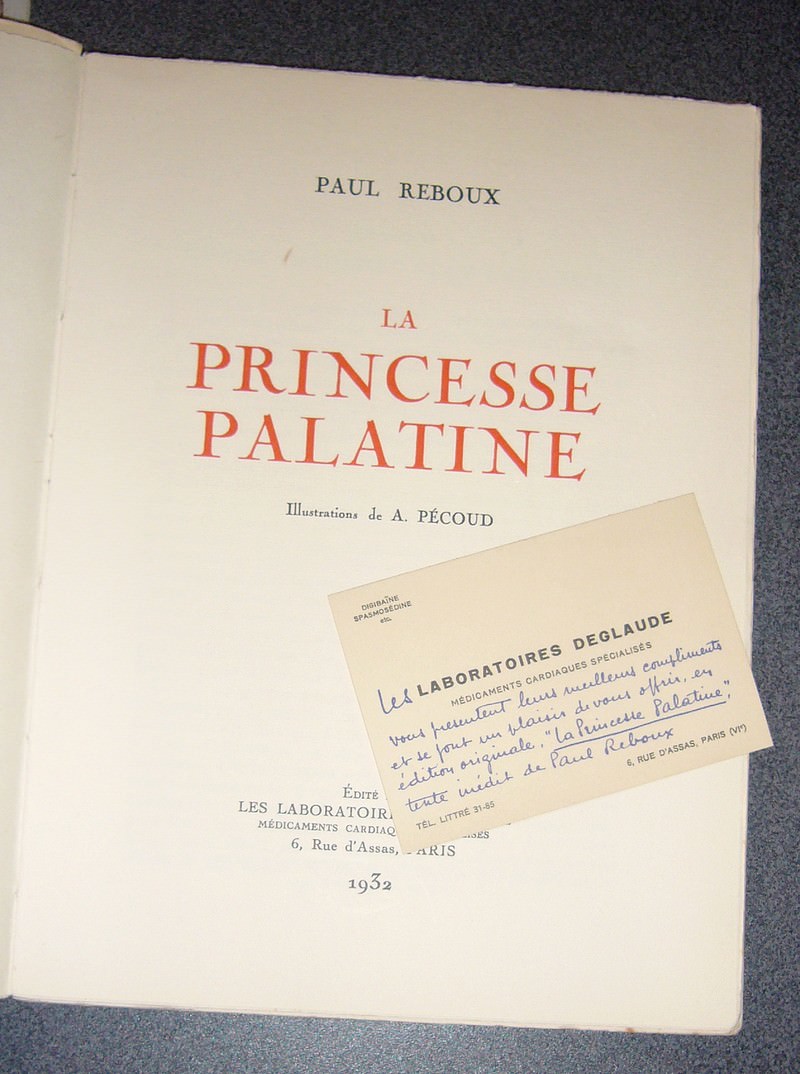 PAUL REBOUX
LA
PRINCESSE
PALATINE
Illustrations de A. PÉCOUD
DIGIBAÏNE
SPASMOSÉDINE
etc.
Les LABORATOIRES DEGLAUDE
MÉDICAMENTS CARDIAQUES SPÉCIALISÉS
vous présentent leurs meilleurs compliments
et se font un plaisir de vous offrir, en
édition originale, "La Princesse Palatine",
texte inédit de Paul Reboux
6, RUE D'ASSAS, PARIS (VIe)
TÉL. LITTRÉ 31-85
ÉDITÉ
LES LABORATOIR
MÉDICAMENTS CARDIAQ ALISÉS
6, Rue d'Assas, PARIS
1932